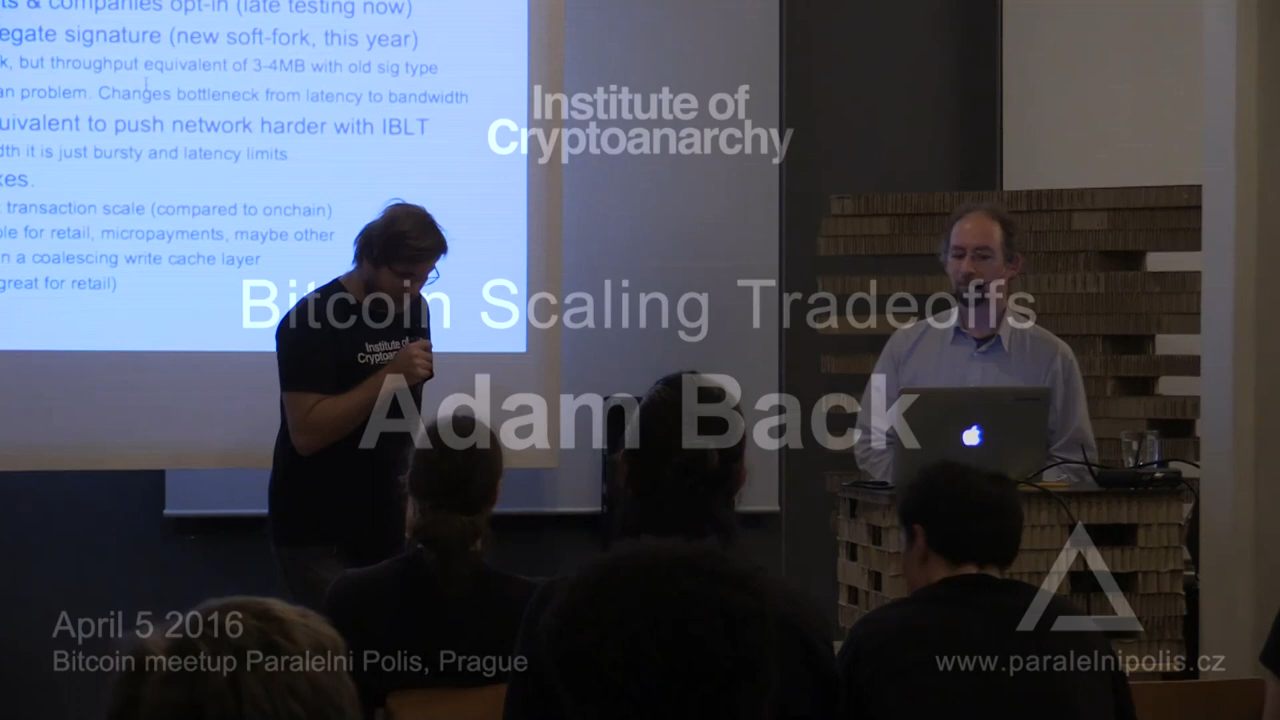 ts & companies opt-in (late testing now)
egate signature (new soft-fork, this year)
k, but throughput equivalent of 3-4MB with old sig type
an problem. Changes bottleneck from latency to bandwidth
uivalent to push network harder with IBLT
dth it is just bursty and latency limits
xes.
transaction scale (compared to onchain)
ble for retail, micropayments, maybe other
n a coalescing write cache layer
great for retail)
Institute of
Cryptoanarchy
Bitcoin Scaling Tradeoffs
Institute of
Adam Back
April 5 2016
Bitcoin meetup Paralelni Polis, Prague
www.paralelnipolis.cz